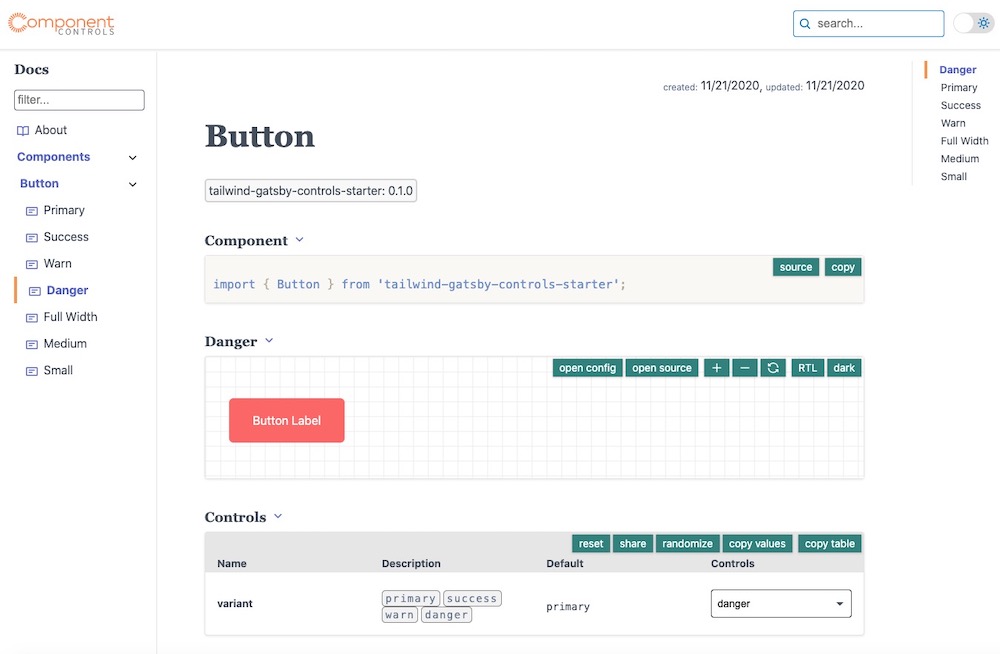 Component
CONTROLS
search...
Docs
filter...
About
Components
Button
Primary
Success
Warn
Danger
Full Width
Medium
Small
created: 11/21/2020, updated: 11/21/2020
Button
tailwind-gatsby-controls-starter: 0.1.0
Component
source copy
import { Button } from 'tailwind-gatsby-controls-starter';
Danger
open config open source + − RTL dark
Button Label
Controls
reset share randomize copy values copy table
Name Description Default Controls
variant primary success warn danger primary danger
Danger
Primary
Success
Warn
Full Width
Medium
Small